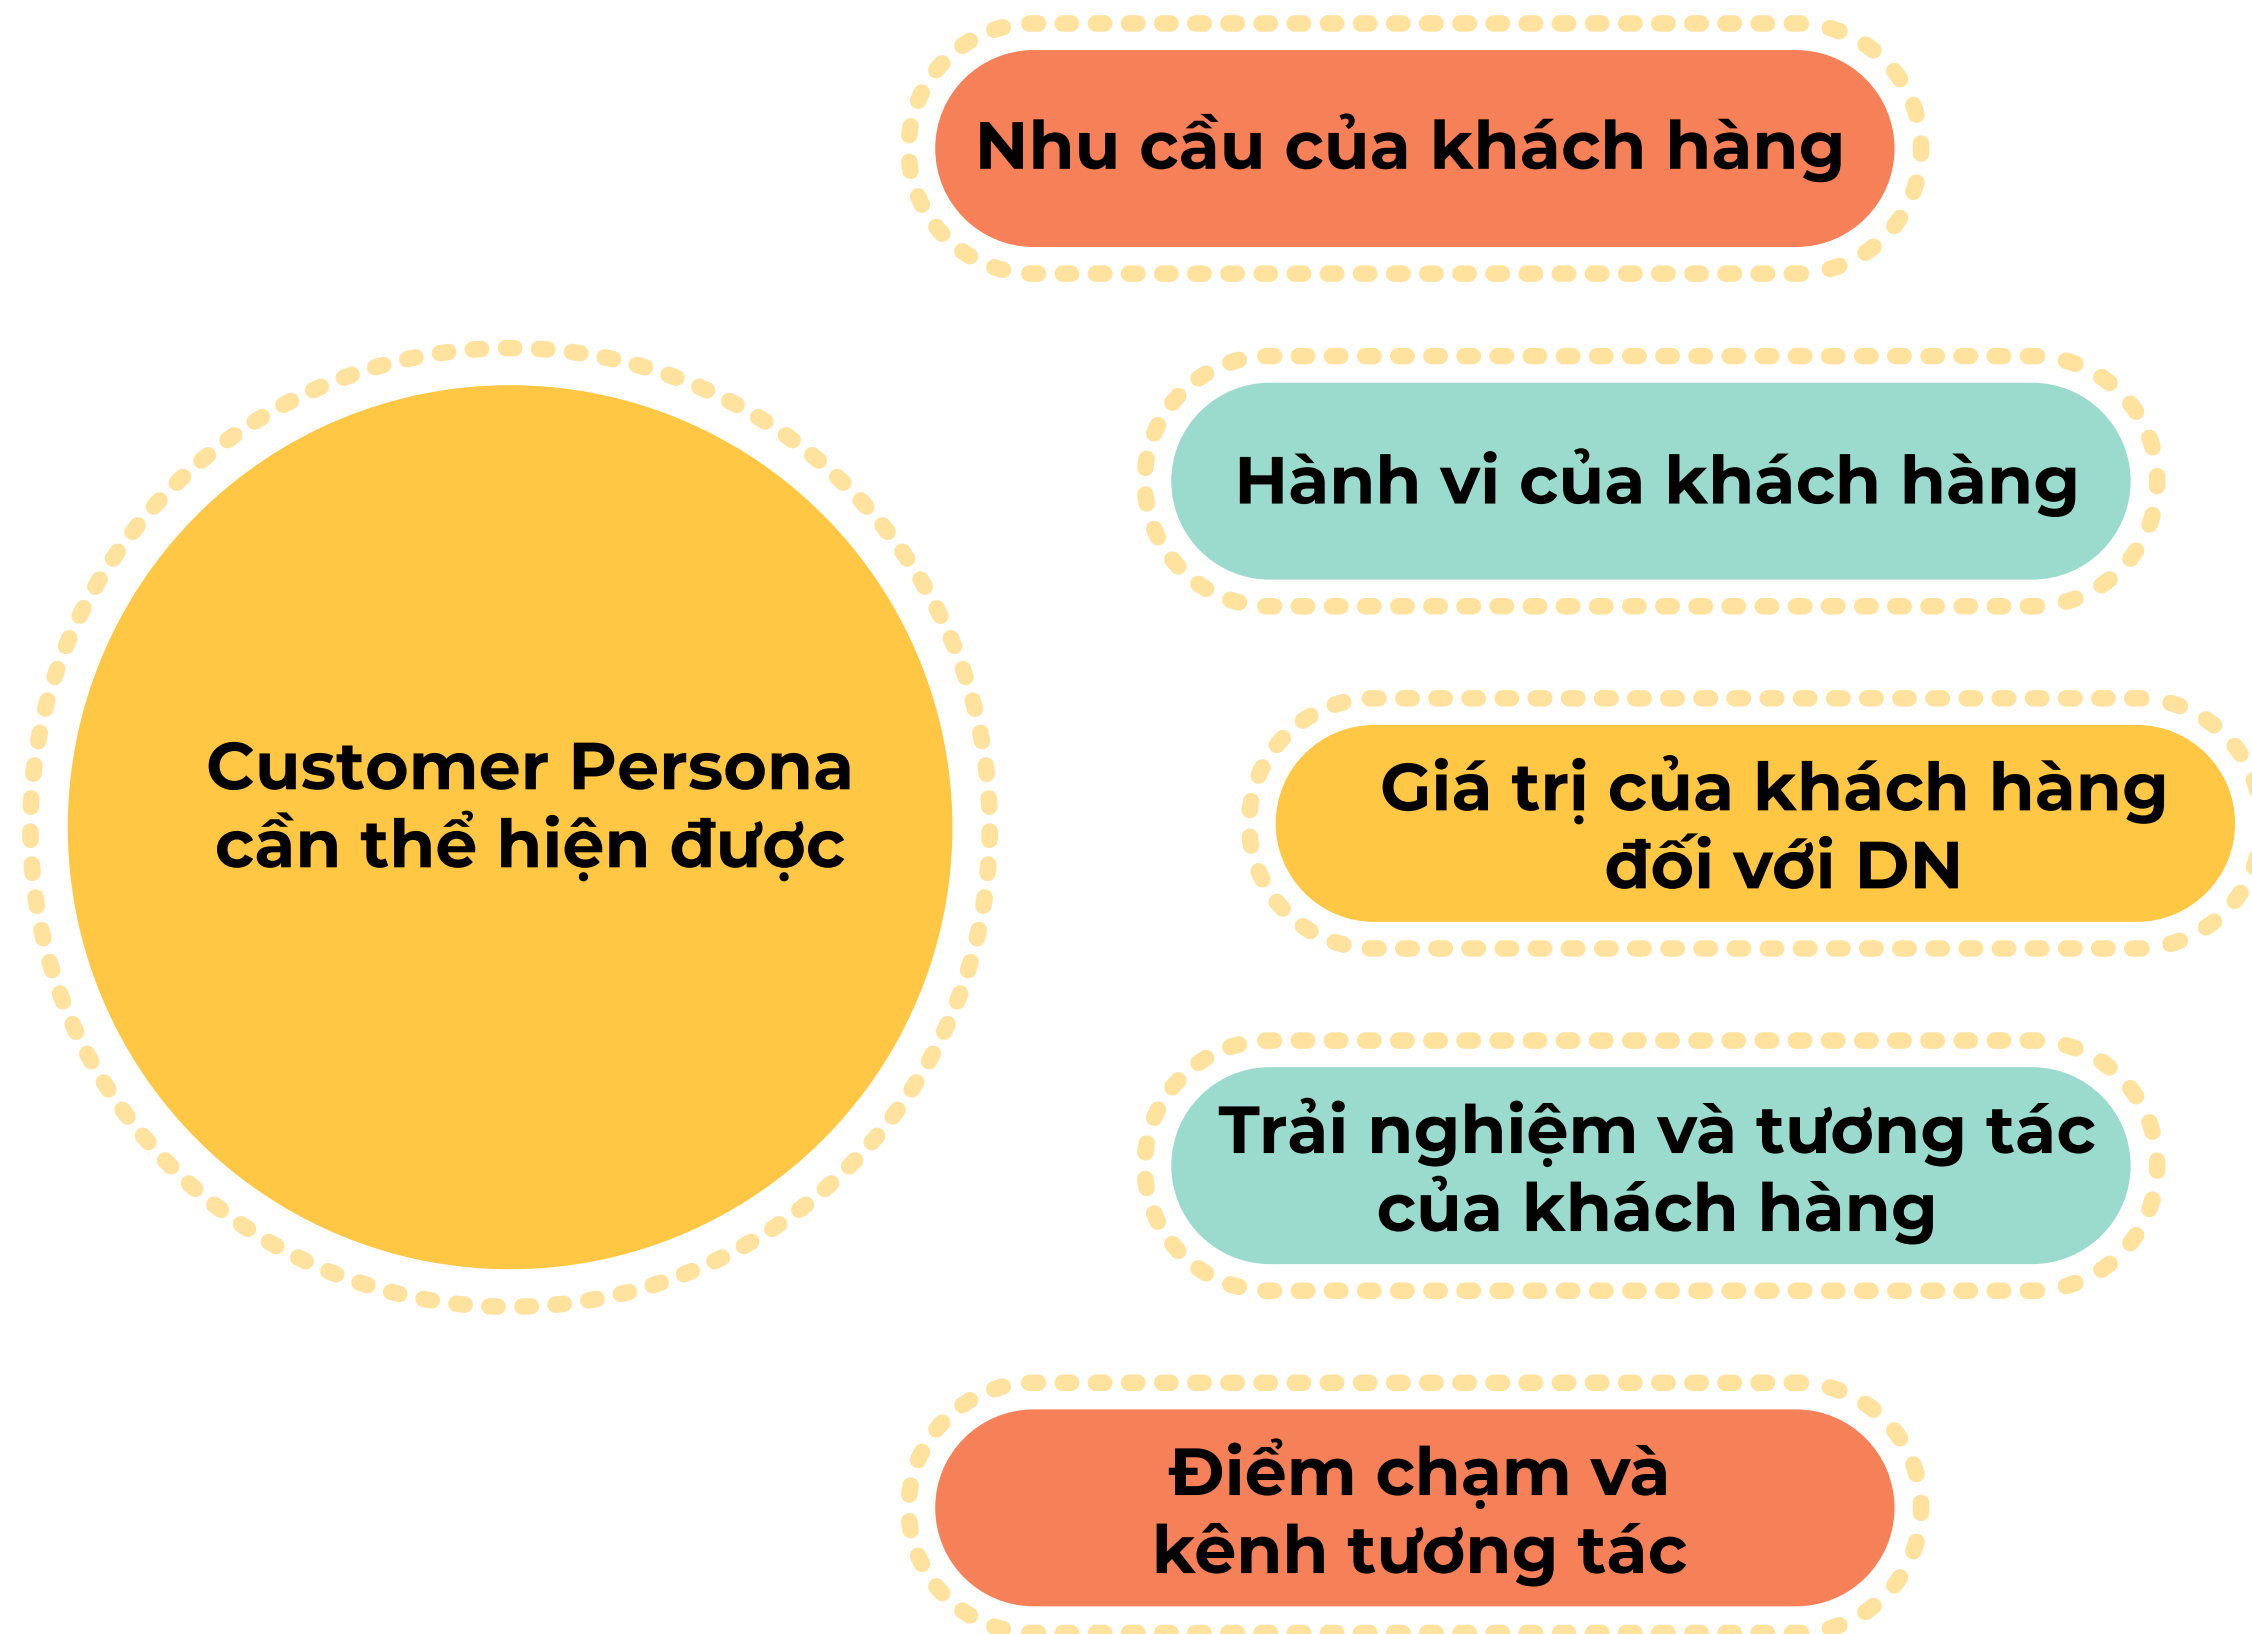 Nhu cầu của khách hàng
Hành vi của khách hàng
Customer Persona
cần thể hiện được
Giá trị của khách hàng
đối với DN
Trải nghiệm và tương tác
của khách hàng
Điểm chạm và
kênh tương tác